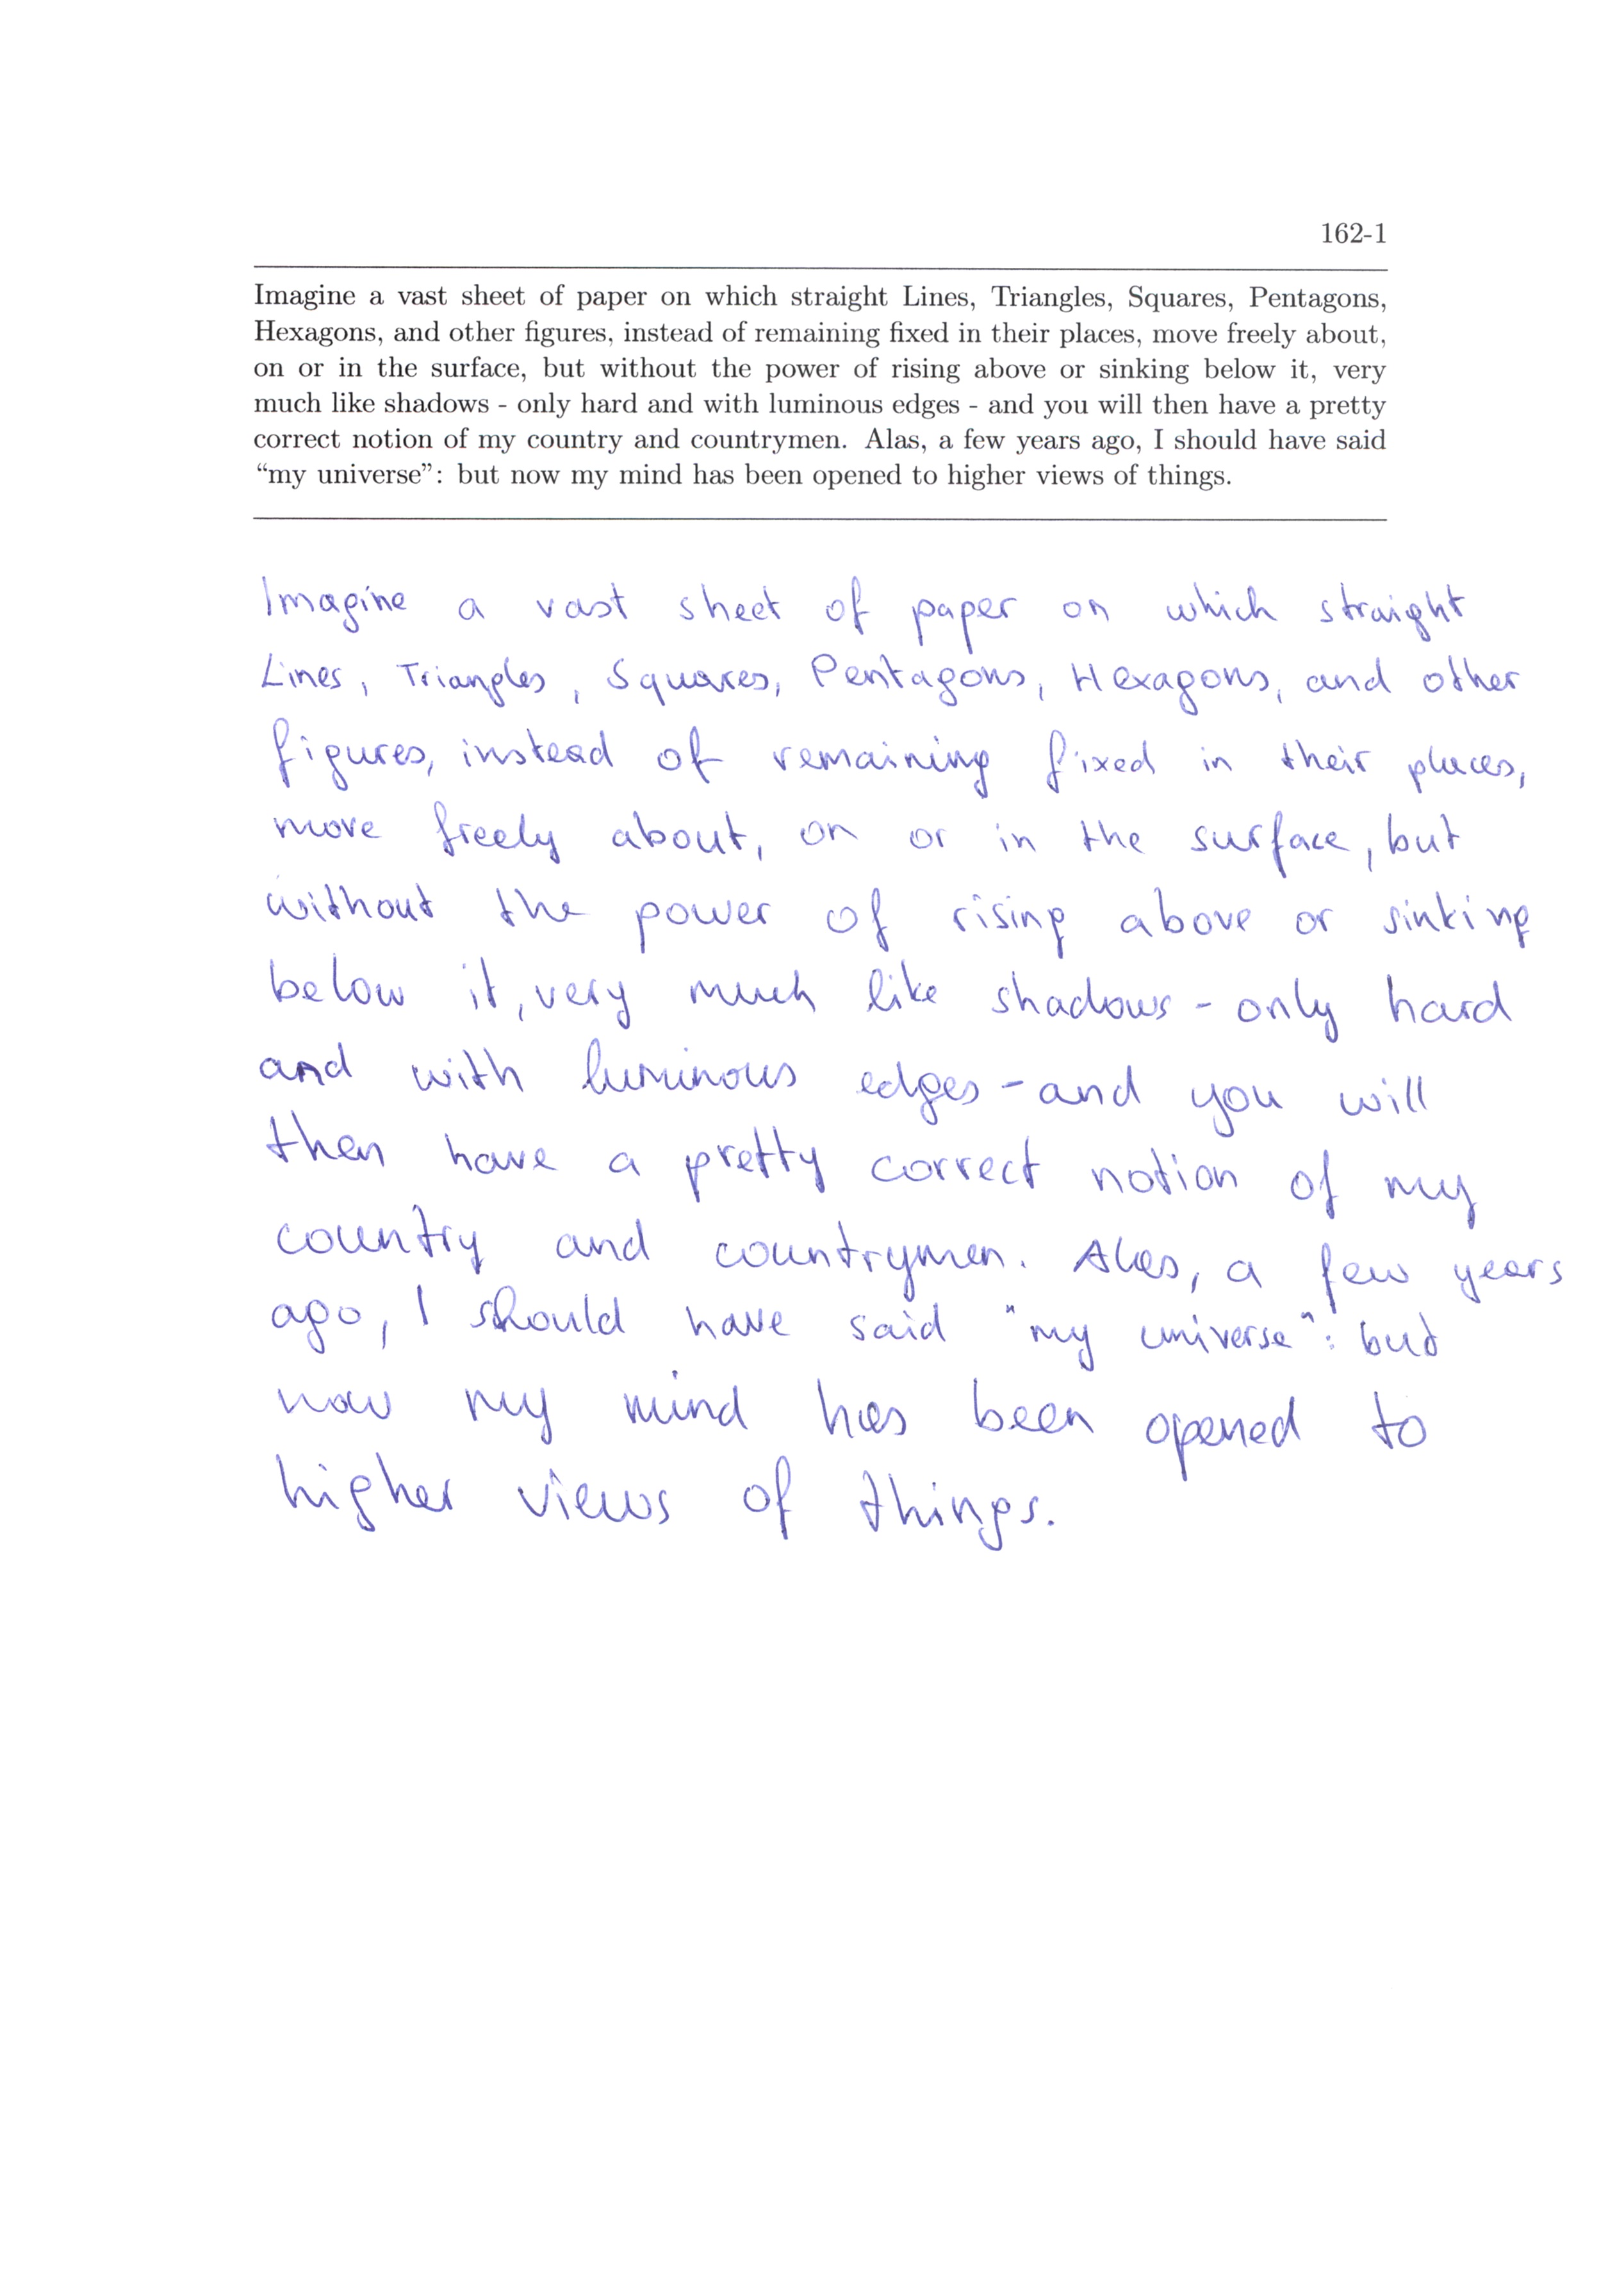 162-1
Imagine a vast sheet of paper on which straight Lines, Triangles, Squares, Pentagons,
Hexagons, and other figures, instead of remaining fixed in their places, move freely about,
on or in the surface, but without the power of rising above or sinking below it, very
much like shadows - only hard and with luminous edges - and you will then have a pretty
correct notion of my country and countrymen. Alas, a few years ago, I should have said
“my universe”: but now my mind has been opened to higher views of things.
Imagine a vast sheet of paper on which straight
Lines, Triangles, Squares, Pentagons, Hexagons, and other
figures, instead of remaining fixed in their places,
move freely about, on or in the surface, but
without the power of rising above or sinking
below it, very much like shadows - only hard
and with luminous edges - and you will
then have a pretty correct notion of my
country and countrymen. Alas, a few years
ago, I should have said "my universe": but
now my mind has been opened to
higher views of things.